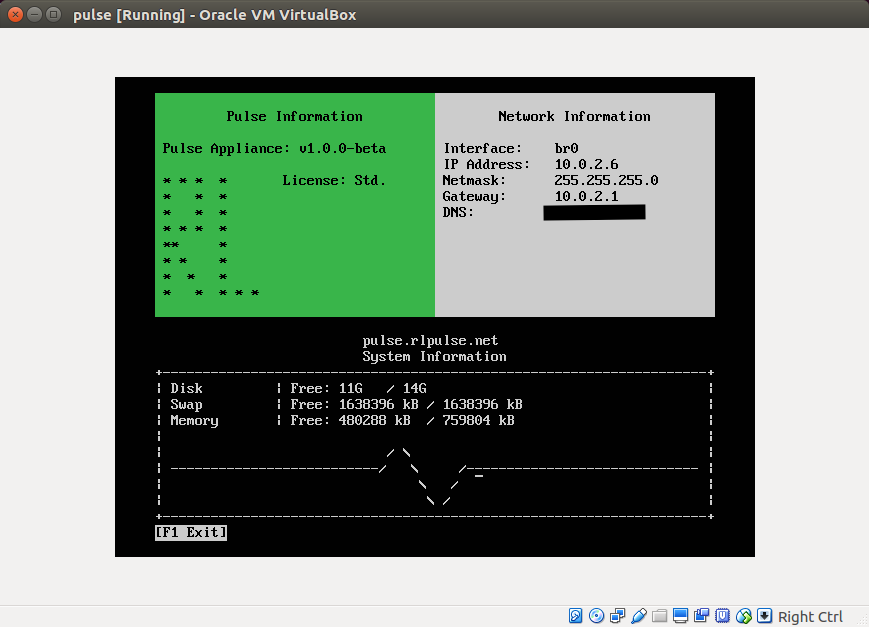 pulse [Running] - Oracle VM VirtualBox
Pulse Information
Pulse Appliance: v1.0.0-beta
License: Std.
Network Information
Interface: br0
IP Address: 10.0.2.6
Netmask: 255.255.255.0
Gateway: 10.0.2.1
DNS:
pulse.rlpulse.net
System Information
Disk | Free: 11G / 14G
Swap | Free: 1638396 kB / 1638396 kB
Memory | Free: 480288 kB / 759804 kB
[F1 Exit]
Right Ctrl